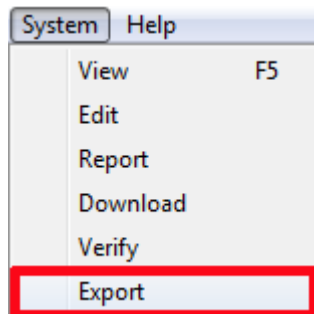 System Help
View F5
Edit
Report
Download
Verify
Export